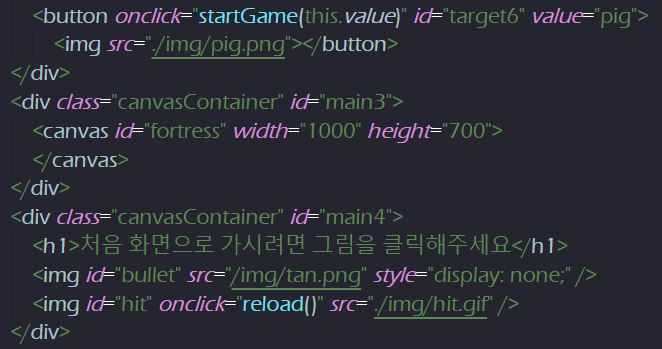 <button onclick="startGame(this.value)" id="target6" value="pig">
<img src="./img/pig.png"></button>
</div>
<div class="canvasContainer" id="main3">
<canvas id="fortress" width="1000" height="700">
</canvas>
</div>
<div class="canvasContainer" id="main4">
<h1>처음 화면으로 가시려면 그림을 클릭해주세요</h1>
<img id="bullet" src="/img/tan.png" style="display: none;" />
<img id="hit" onclick="reload()" src="./img/hit.gif" />
</div>